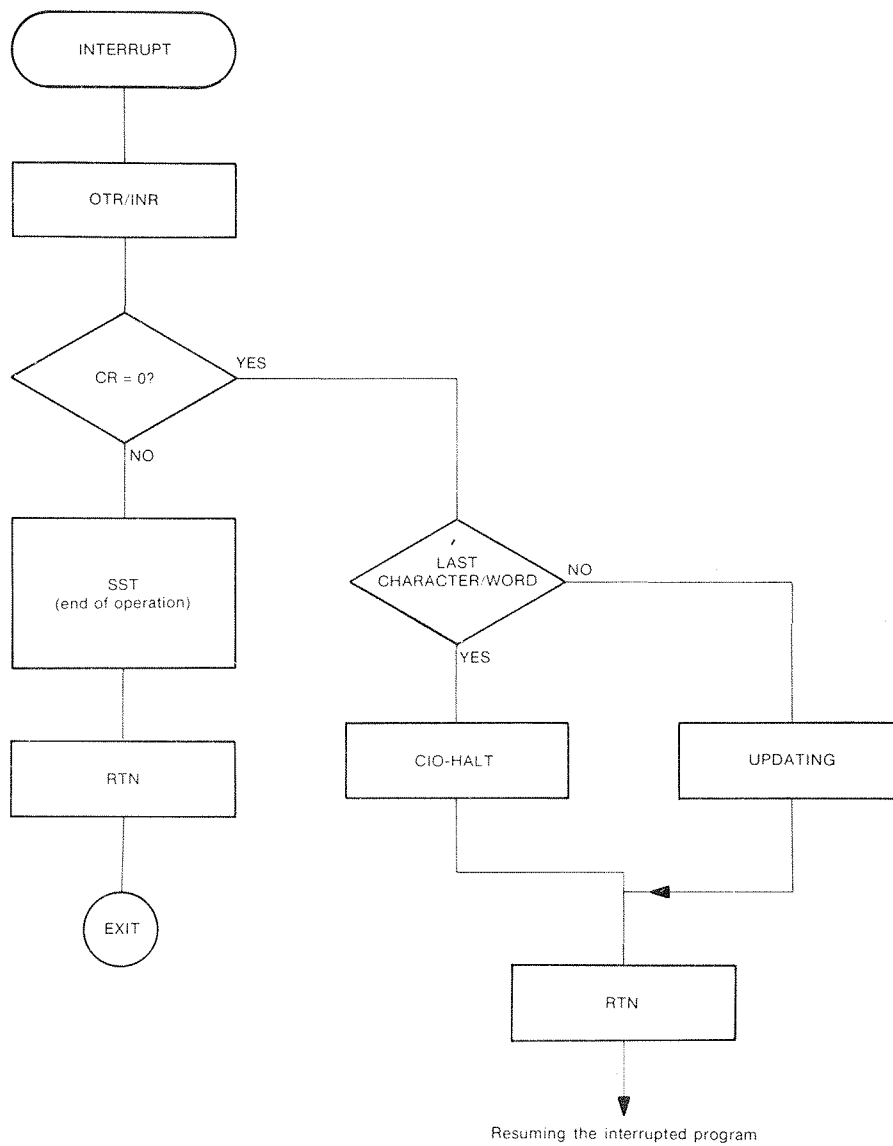 INTERRUPT
OTR/INR
CR = 0?
YES
NO
SST
(end of operation)
RTN
EXIT
LAST
CHARACTER/WORD
NO
YES
CIO-HALT
UPDATING
RTN
Resuming the interrupted program